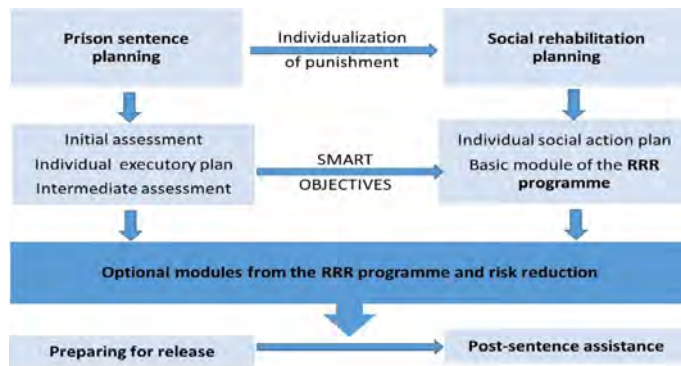 Prison sentence
planning
Individualization
of punishment
Social rehabilitation
planning
Initial assessment
Individual executory plan
Intermediate assessment
SMART
OBJECTIVES
Individual social action plan
Basic module of the RRR
programme
Optional modules from the RRR programme and risk reduction
Preparing for release
Post-sentence assistance